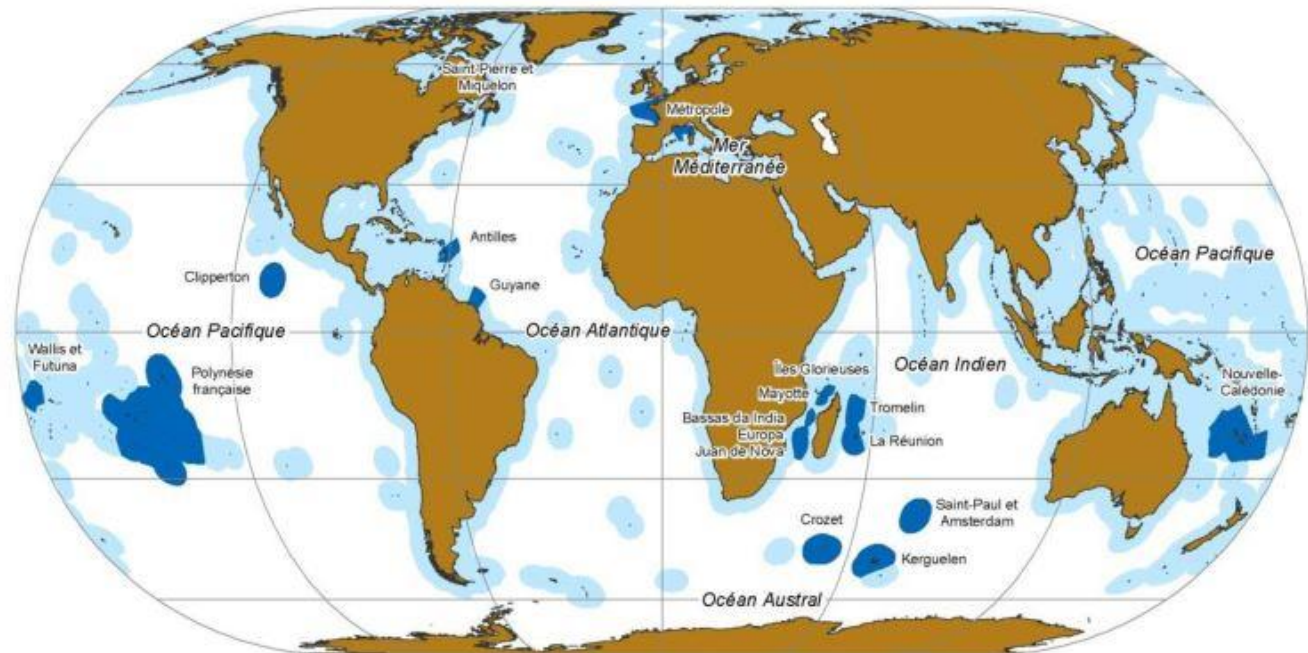 Saint-Pierre et
Miquelon
Métropole
Mer
Méditerranée
Antilles
Clipperton
Guyane
Océan Pacifique
Océan Pacifique
Océan Atlantique
Wallis et
Futuna
Polynésie
française
Océan Indien
Îles Glorieuses
Mayotte
Bassas da India
Europa
Juan de Nova
Tromelin
La Réunion
Nouvelle-
Calédonie
Saint-Paul et
Amsterdam
Crozet
Kerguelen
Océan Austral